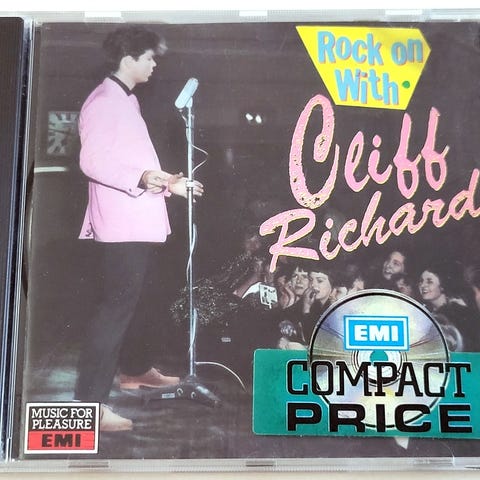 Rock on
With
Cliff
Richard
EMI
COMPACT
PRICE
MUSIC FOR
PLEASURE
EMI